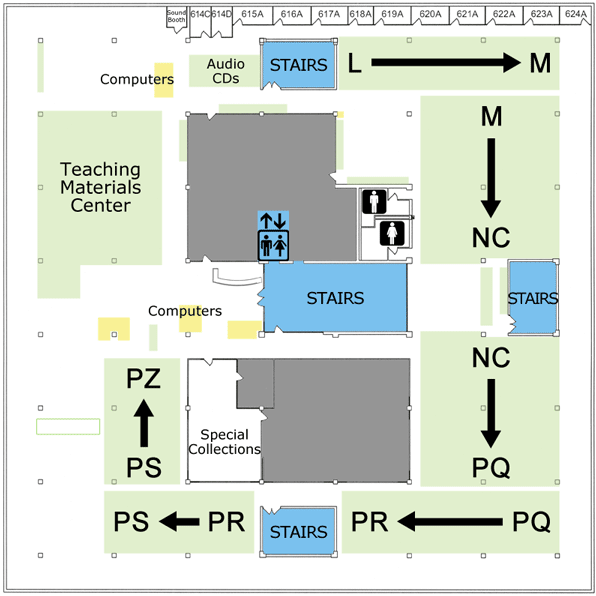 Sound
Booth
614C
614D
615A
616A
617A
618A
619A
620A
621A
622A
623A
624A
Computers
Audio
CDs
STAIRS
L
M
M
NC
Teaching
Materials
Center
STAIRS
STAIRS
Computers
NC
PQ
PZ
PS
Special
Collections
PS
PR
STAIRS
PR
PQ